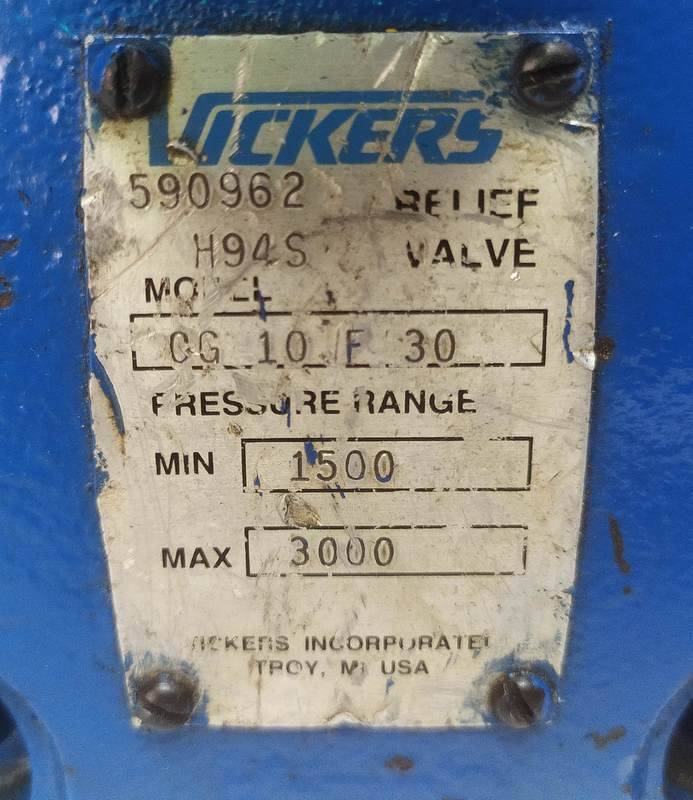 VICKERS
590962 RELIEF
H94S VALVE
MODEL
CG 10 F 30
PRESSURE RANGE
MIN 1500
MAX 3000
VICKERS INCORPORATED
TROY, MI USA